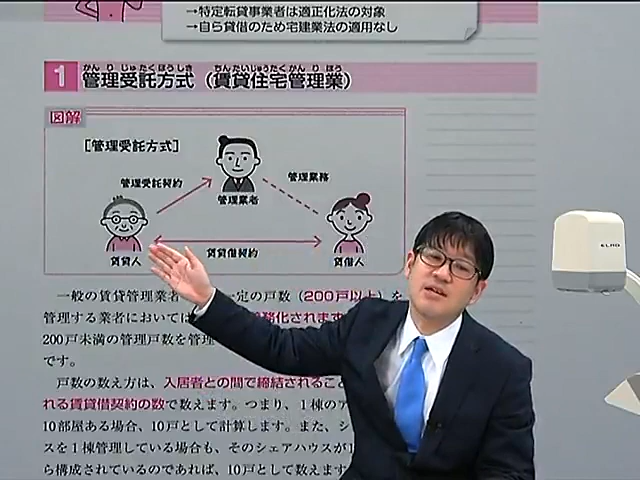 →特定転貸事業者は適正化法の対象
→自ら貸借のため宅建業法の適用なし
1 管理受託方式（賃貸住宅管理業）
かんりじゅたくほうしき ちんたいじゅうたくかんりぎょう
図解
［管理受託方式］
管理受託契約
管理業務
管理業者
賃貸借契約
賃貸人
賃借人
一般の賃貸管理業者 一定の戸数（200戸以上）を
管理する業者においては 務化されます
200戸未満の管理戸数を管理
です。
戸数の数え方は、入居者との間で締結されるこ
れる賃貸借契約の数で数えます。つまり、1棟のア
10部屋ある場合、10戸として計算します。また、シ
スを1棟管理している場合も、そのシェアハウスが1
ら構成されているのであれば、10戸として数えます
ELMO